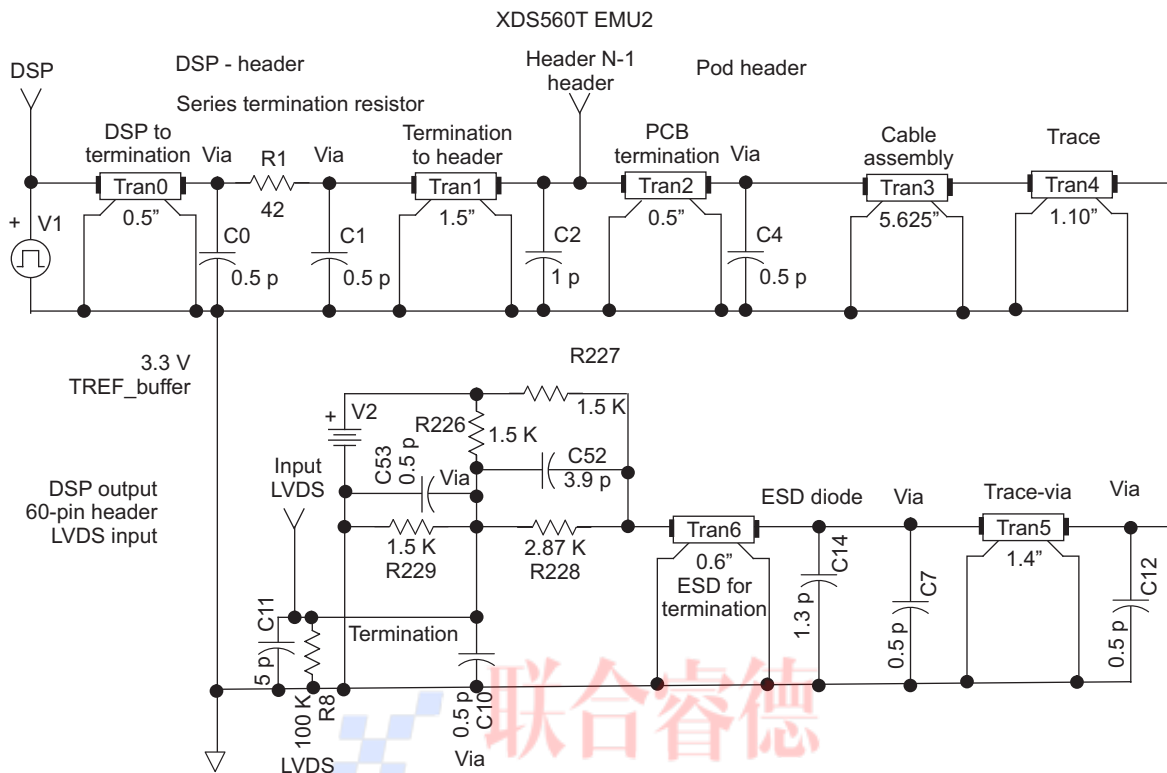 XDS560T EMU2
DSP
DSP - header
Header N-1
header
Pod header
Series termination resistor
DSP to
termination
Via
R1
Via
Termination
to header
PCB
termination
Via
Cable
assembly
Trace
Tran0
Tran1
Tran2
Tran3
Tran4
0.5”
42
1.5”
0.5”
5.625”
1.10”
+
V1
C0
0.5 p
C1
0.5 p
C2
1 p
C4
0.5 p
3.3 V
TREF_buffer
R227
1.5 K
+
V2
R226
1.5 K
C53
0.5 p
Via
C52
3.9 p
Input
LVDS
DSP output
60-pin header
LVDS input
1.5 K
R229
2.87 K
R228
ESD diode
Via
Trace-via
Via
Tran6
Tran5
0.6”
ESD for
termination
C14
1.3 p
C7
0.5 p
1.4”
C12
0.5 p
C11
5 p
Termination
100 K
R8
LVDS
0.5 p
C10
Via
联合睿德